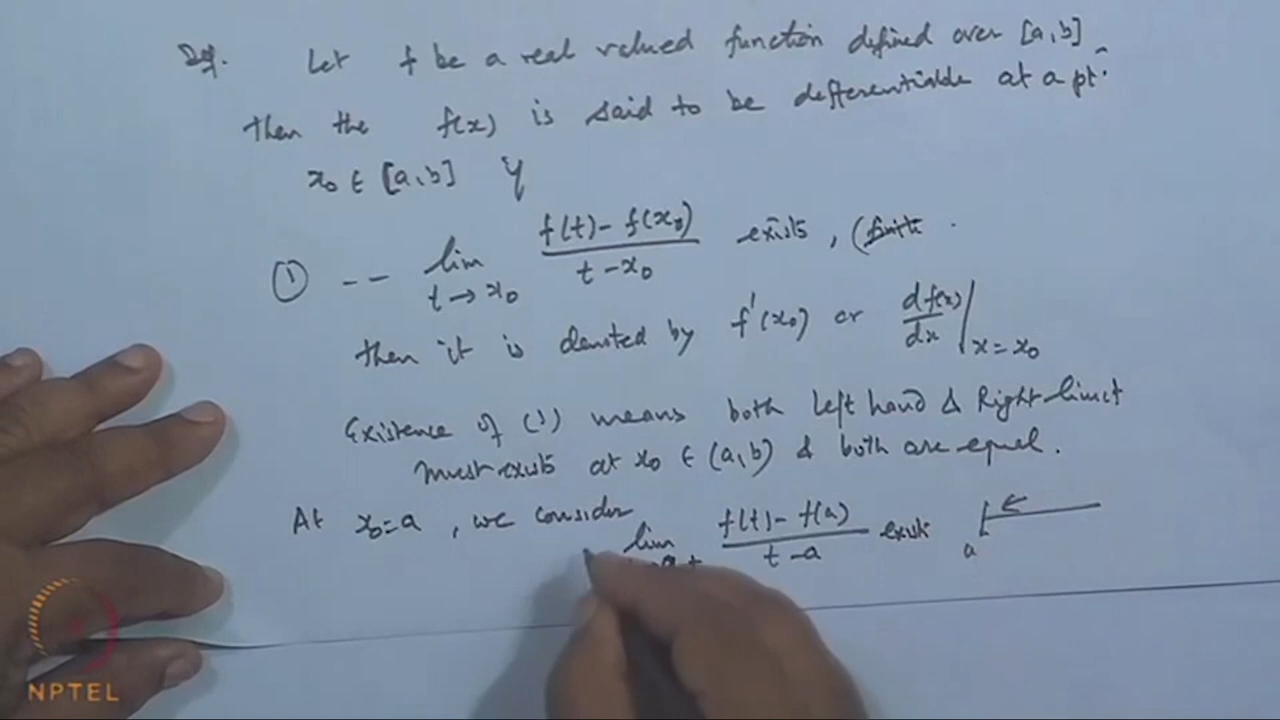 Def. Let f be a real valued function defined over [a,b].
Then the f(x) is said to be defferentiable at a pt.
x₀ ∈ [a,b] if
① -- lim t→x₀ f(t)-f(x₀) / t-x₀ exists, (finite .
then it is denoted by f'(x₀) or df(x)/dx |x=x₀
Existence of (1) means both left hand & Right limit
must exists at x₀ ∈ (a,b) & both are equal.
At x₀=a, we consider lim a+ f(t)-f(a) / t-a exist a
NPTEL